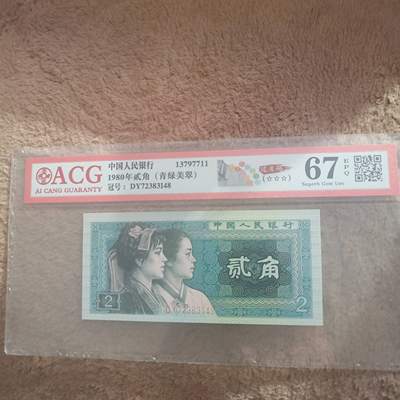 ACG
AI CANG GUARANTY
中国人民银行 13797711
1980年贰角（青绿美翠）
冠号：DY72383148
(☆☆☆)
67 EPQ
Superb Gem Unc
中国人民银行
贰角
DY72383148
2
2